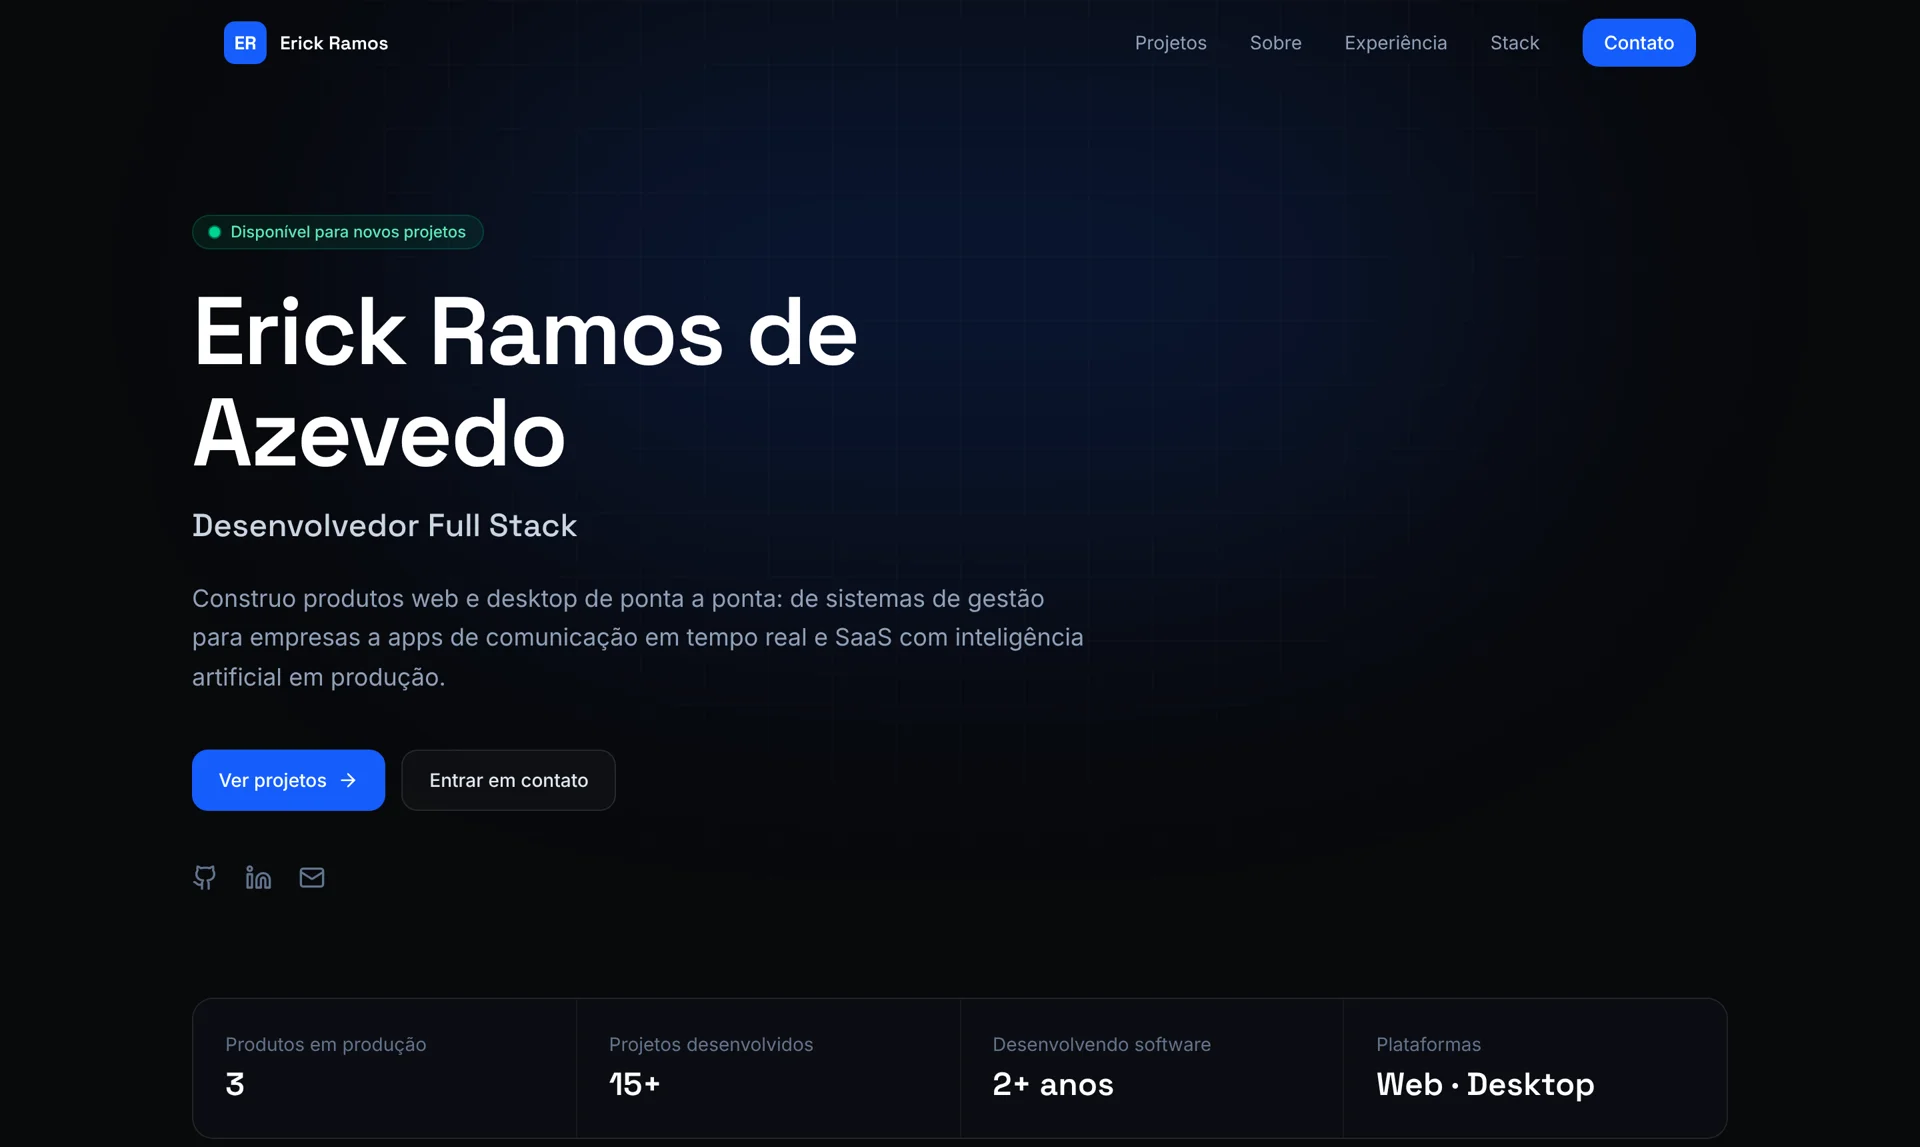 ER Erick Ramos
Projetos Sobre Experiência Stack Contato
Disponível para novos projetos
Erick Ramos de
Azevedo
Desenvolvedor Full Stack
Construo produtos web e desktop de ponta a ponta: de sistemas de gestão
para empresas a apps de comunicação em tempo real e SaaS com inteligência
artificial em produção.
Ver projetos →
Entrar em contato
Produtos em produção
3
Projetos desenvolvidos
15+
Desenvolvendo software
2+ anos
Plataformas
Web · Desktop